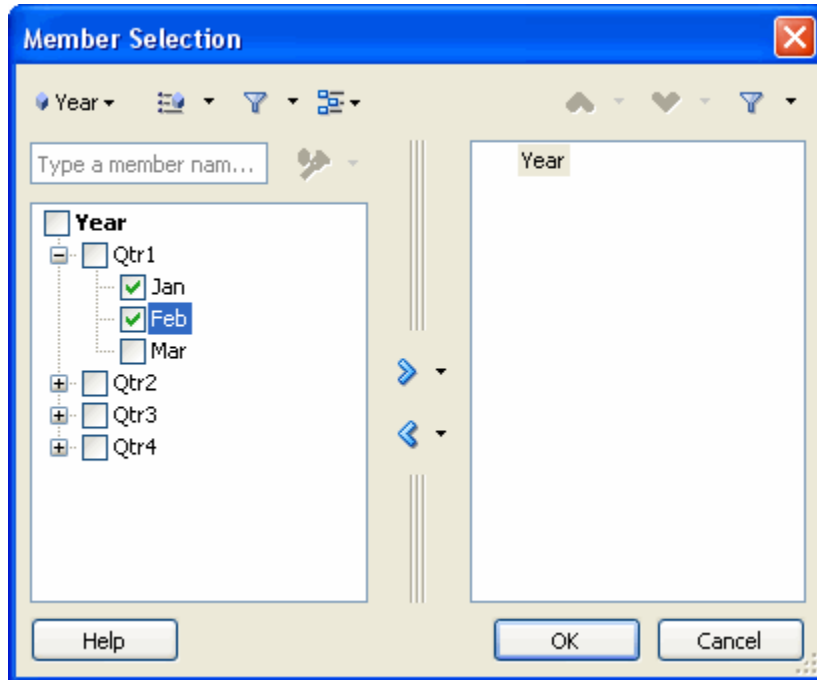 Member Selection
Year
Type a member nam...
Year
Year
Qtr1
Jan
Feb
Mar
Qtr2
Qtr3
Qtr4
Help
OK
Cancel